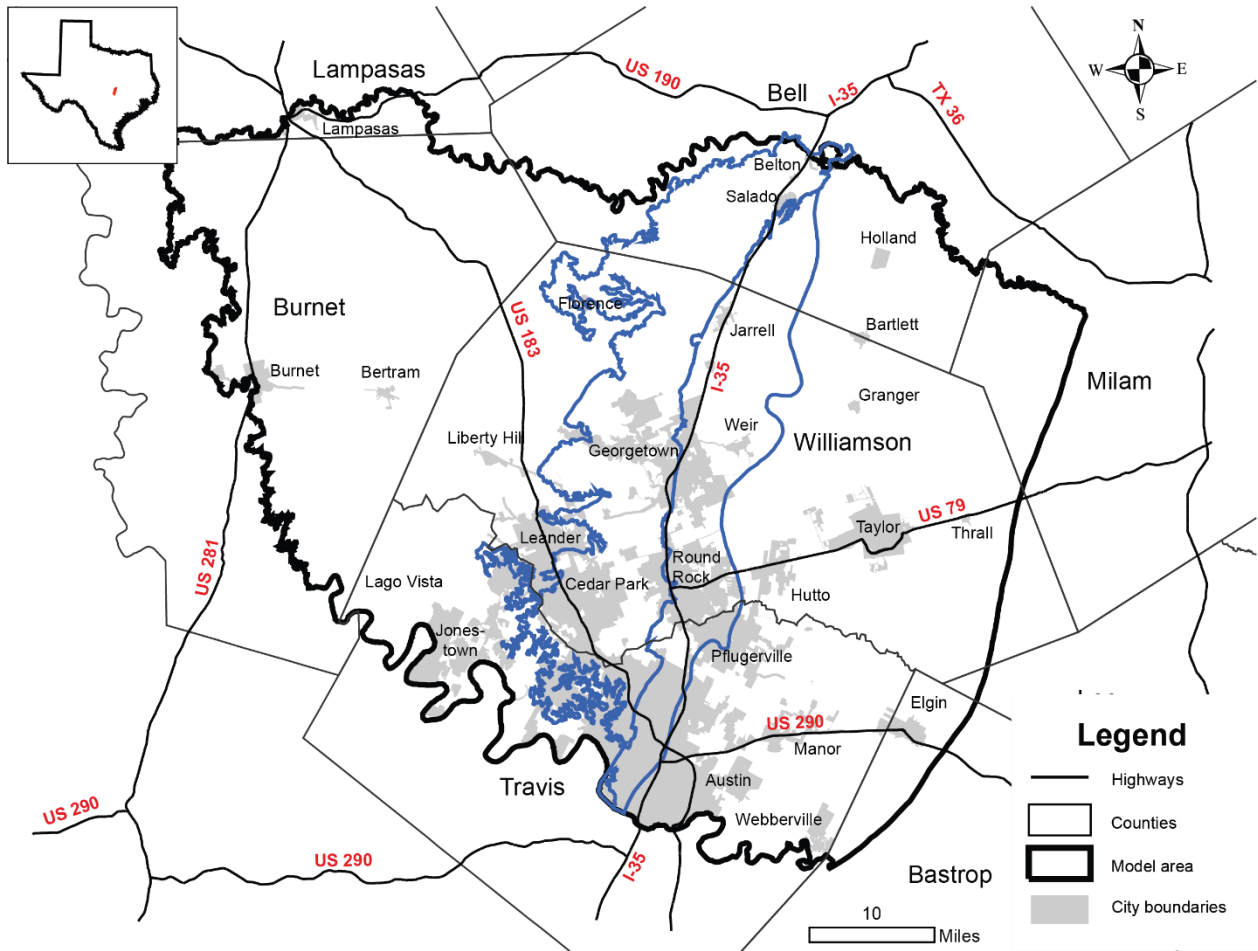 N
W
E
S
Lampasas
US 190
Bell
I-35
TX 36
Lampasas
Belton
Salado
Holland
Burnet
US 183
Florence
Jarrell
Bartlett
I-35
Burnet
Bertram
Granger
Milam
Liberty Hill
Georgetown
Weir
Williamson
US 79
Taylor
Thrall
US 281
Leander
Lago Vista
Cedar Park
Round
Rock
Hutto
Jones-
town
Pflugerville
Elgin
US 290
Manor
Travis
Austin
US 290
Webberville
US 290
I-35
Bastrop
10
Miles
Legend
Highways
Counties
Model area
City boundaries